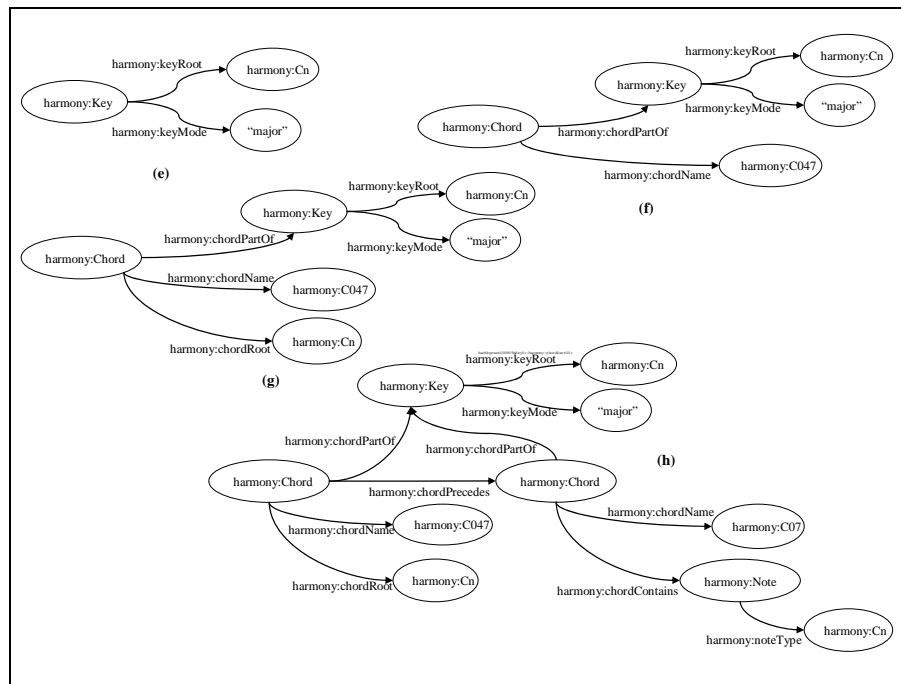 harmony:keyRoot
harmony:Cn
harmony:Key
harmony:keyMode
“major”
(e)
harmony:keyRoot
harmony:Cn
harmony:Key
harmony:keyMode
“major”
harmony:Chord
harmony:chordPartOf
harmony:chordName
harmony:C047
(f)
harmony:keyRoot
harmony:Cn
harmony:Key
harmony:keyMode
“major”
harmony:chordPartOf
harmony:Chord
harmony:chordName
harmony:C047
harmony:chordRoot
harmony:Cn
(g)
harmony:keyRoot
harmony:Cn
harmony:Key
harmony:keyMode
“major”
harmony:chordPartOf
harmony:chordPartOf
(h)
harmony:Chord
harmony:chordPrecedes
harmony:Chord
harmony:chordName
harmony:C047
harmony:chordName
harmony:C07
harmony:chordRoot
harmony:Cn
harmony:chordContains
harmony:Note
harmony:noteType
harmony:Cn